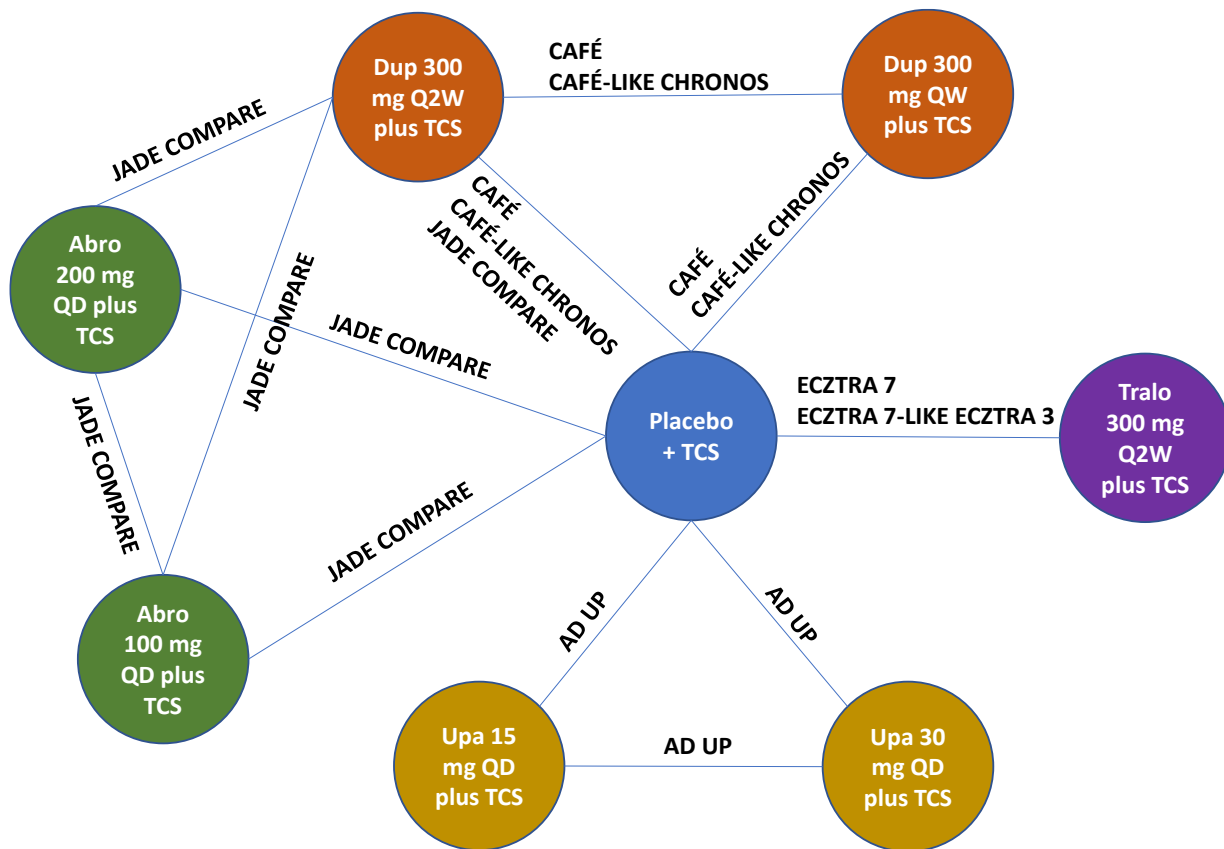 CAFÉ
CAFÉ-LIKE CHRONOS
Dup 300
mg Q2W
plus TCS
Dup 300
mg QW
plus TCS
JADE COMPARE
CAFÉ
CAFÉ-LIKE CHRONOS
JADE COMPARE
CAFÉ
CAFÉ-LIKE CHRONOS
Abro
200 mg
QD plus
TCS
JADE COMPARE
JADE COMPARE
JADE COMPARE
Placebo
+ TCS
ECZTRA 7
ECZTRA 7-LIKE ECZTRA 3
Tralo
300 mg
Q2W
plus TCS
JADE COMPARE
Abro
100 mg
QD plus
TCS
AD UP
AD UP
Upa 15
mg QD
plus TCS
AD UP
Upa 30
mg QD
plus TCS